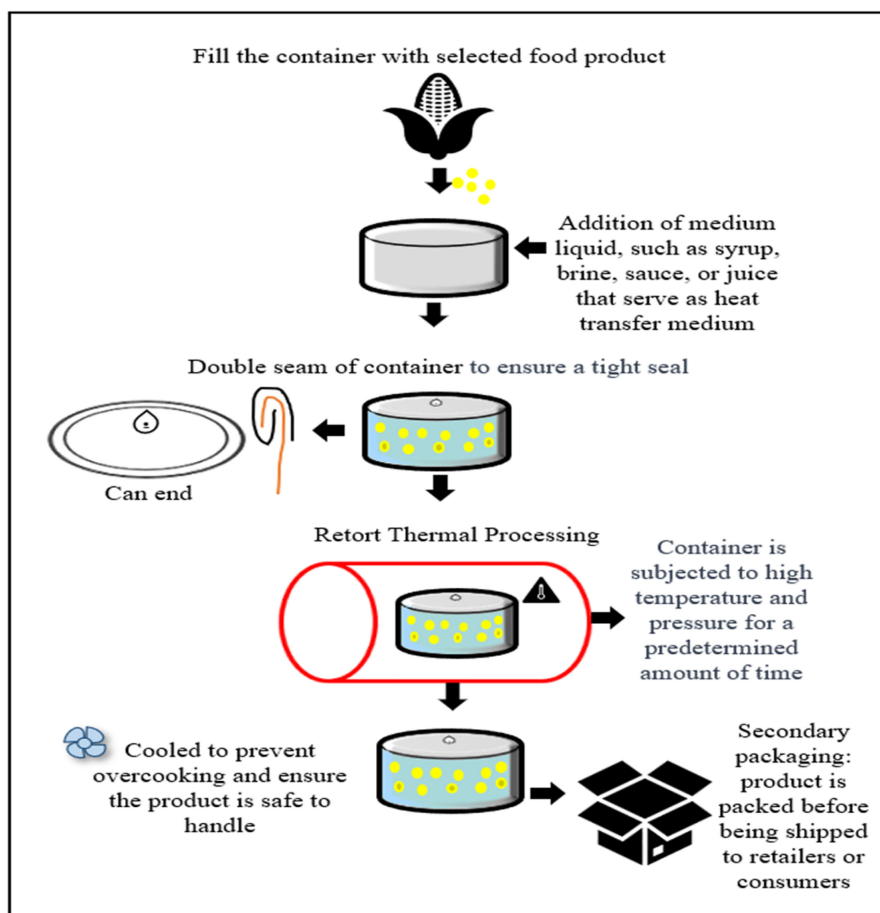 Fill the container with selected food product
Addition of medium
liquid, such as syrup,
brine, sauce, or juice
that serve as heat
transfer medium
Double seam of container to ensure a tight seal
Can end
Retort Thermal Processing
Container is
subjected to high
temperature and
pressure for a
predetermined
amount of time
Cooled to prevent
overcooking and ensure
the product is safe to
handle
Secondary
packaging:
product is
packed before
being shipped
to retailers or
consumers